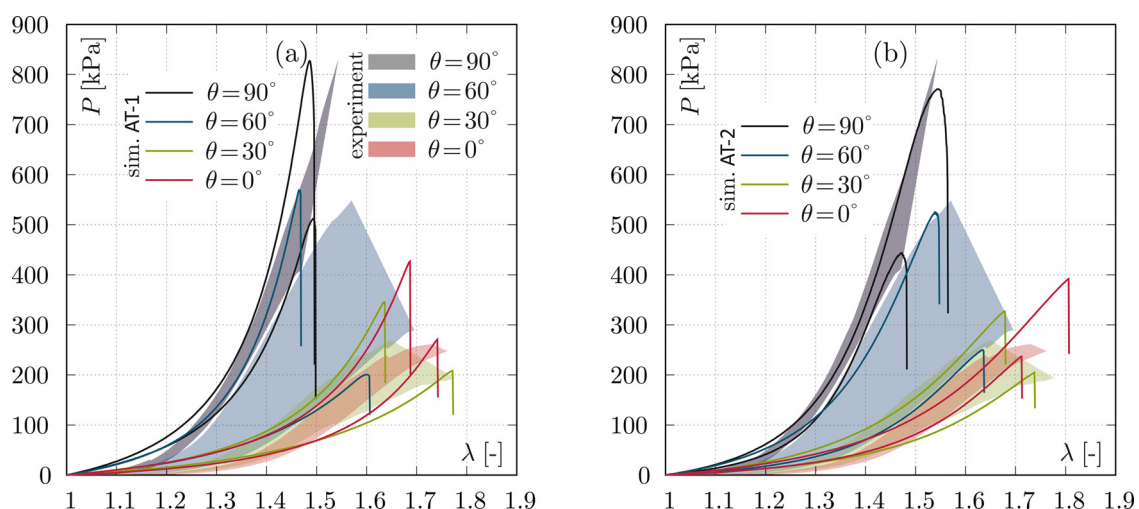 900
800
700
600
500
400
300
200
100
0
P [kPa]
(a)
sim. AT-1
θ = 90°
θ = 60°
θ = 30°
θ = 0°
experiment
θ = 90°
θ = 60°
θ = 30°
θ = 0°
λ [-]
1 1.1 1.2 1.3 1.4 1.5 1.6 1.7 1.8 1.9
900
800
700
600
500
400
300
200
100
0
P [kPa]
(b)
sim. AT-2
θ = 90°
θ = 60°
θ = 30°
θ = 0°
λ [-]
1 1.1 1.2 1.3 1.4 1.5 1.6 1.7 1.8 1.9